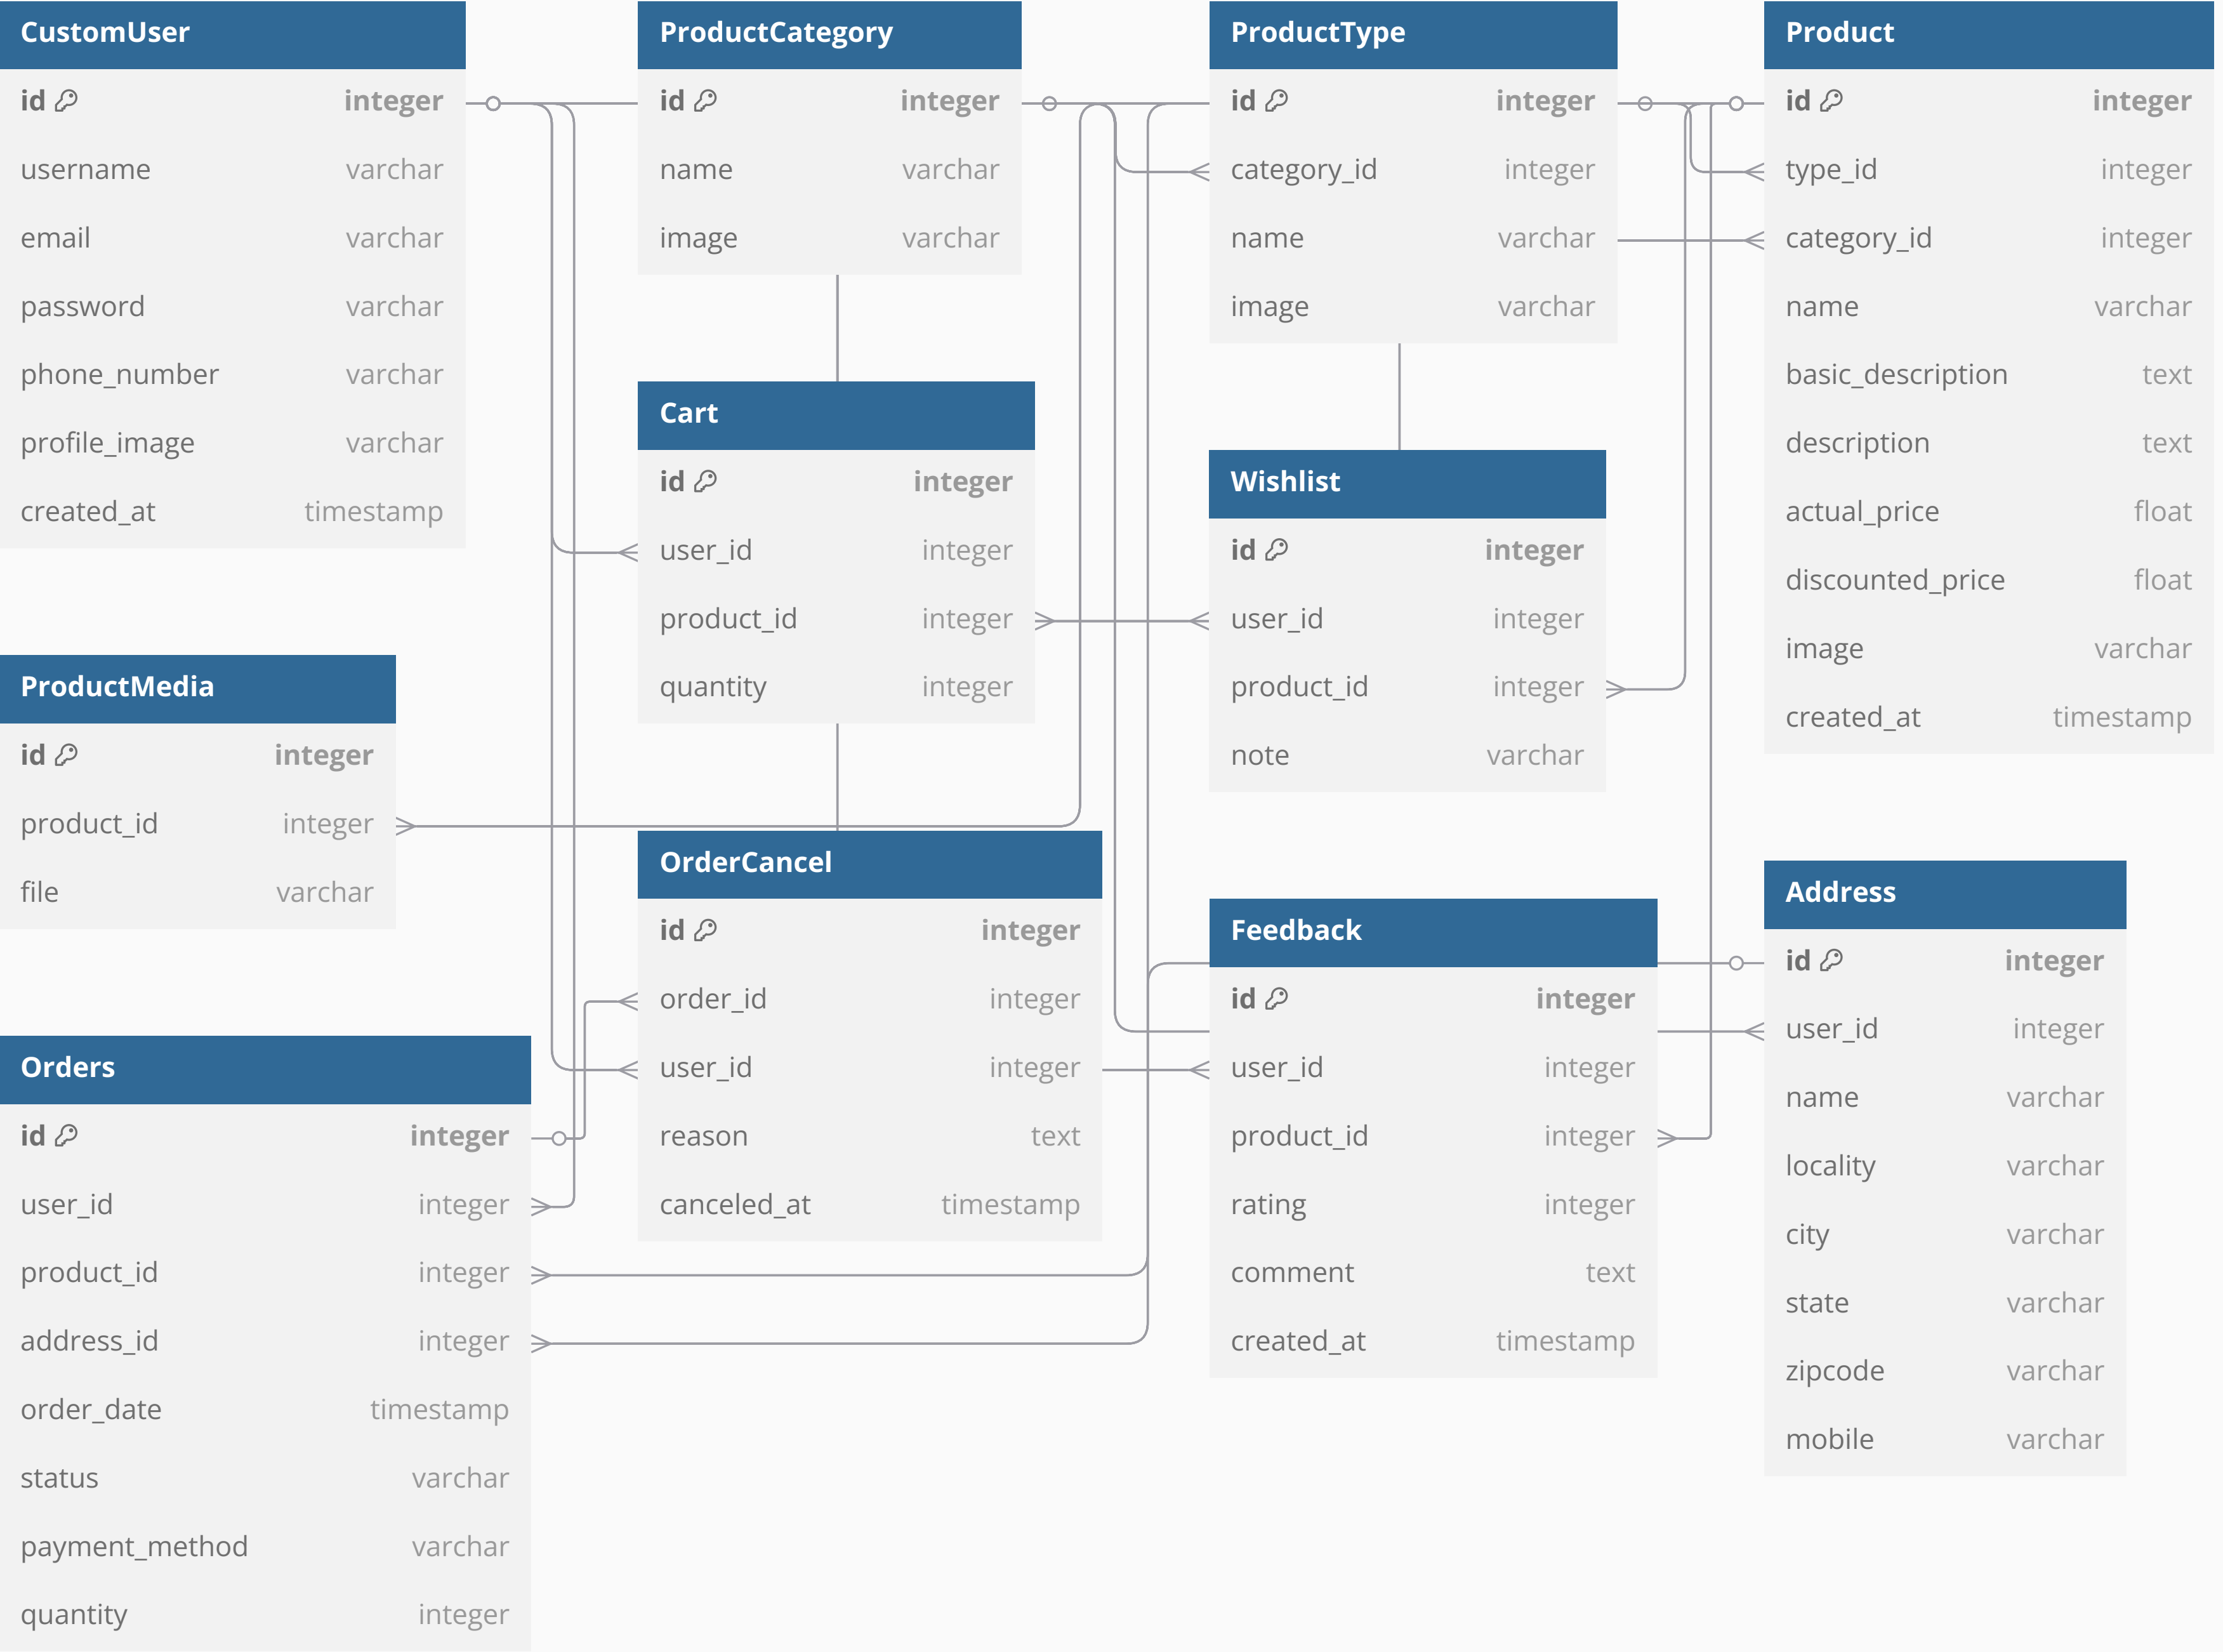 CustomUser
id integer
username varchar
email varchar
password varchar
phone_number varchar
profile_image varchar
created_at timestamp
ProductCategory
id integer
name varchar
image varchar
ProductType
id integer
category_id integer
name varchar
image varchar
Product
id integer
type_id integer
category_id integer
name varchar
basic_description text
description text
actual_price float
discounted_price float
image varchar
created_at timestamp
Cart
id integer
user_id integer
product_id integer
quantity integer
Wishlist
id integer
user_id integer
product_id integer
note varchar
ProductMedia
id integer
product_id integer
file varchar
OrderCancel
id integer
order_id integer
user_id integer
reason text
canceled_at timestamp
Feedback
id integer
user_id integer
product_id integer
rating integer
comment text
created_at timestamp
Address
id integer
user_id integer
name varchar
locality varchar
city varchar
state varchar
zipcode varchar
mobile varchar
Orders
id integer
user_id integer
product_id integer
address_id integer
order_date timestamp
status varchar
payment_method varchar
quantity integer